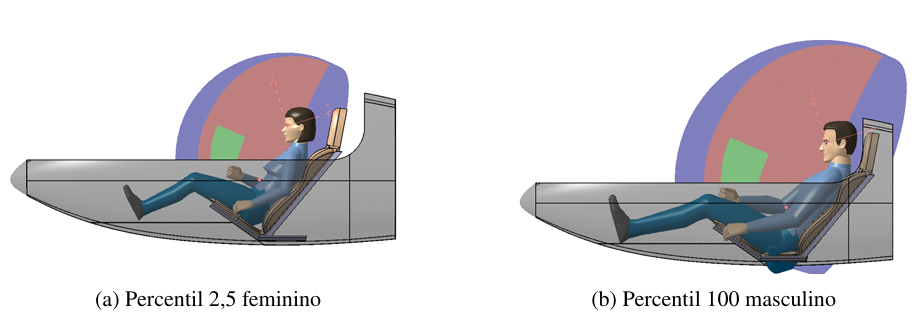 (a) Percentil 2,5 feminino
(b) Percentil 100 masculino